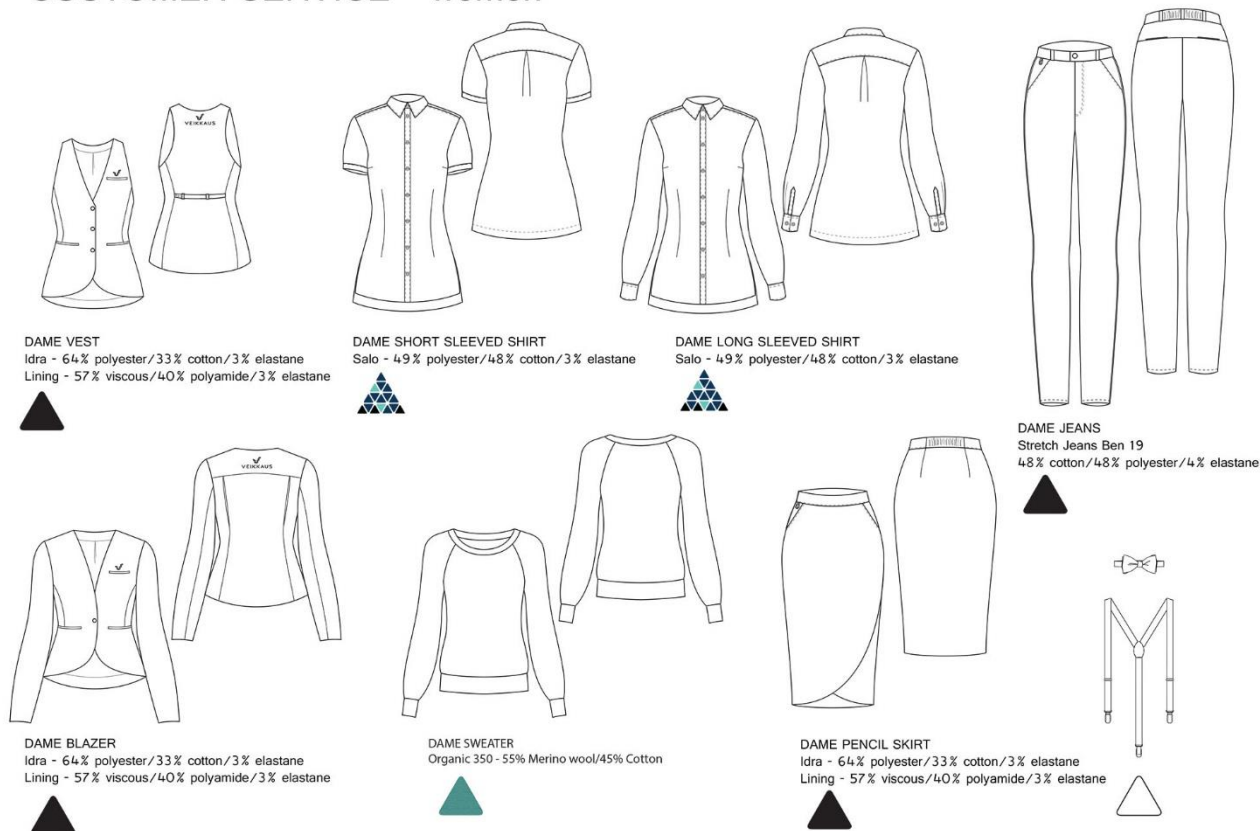 VEIKKAUS
DAME VEST
Idra - 64% polyester/33% cotton/3% elastane
Lining - 57% viscous/40% polyamide/3% elastane
DAME SHORT SLEEVED SHIRT
Salo - 49% polyester/48% cotton/3% elastane
DAME LONG SLEEVED SHIRT
Salo - 49% polyester/48% cotton/3% elastane
DAME JEANS
Stretch Jeans Ben 19
48% cotton/48% polyester/4% elastane
VEIKKAUS
DAME BLAZER
Idra - 64% polyester/33% cotton/3% elastane
Lining - 57% viscous/40% polyamide/3% elastane
DAME SWEATER
Organic 350 - 55% Merino wool/45% Cotton
DAME PENCIL SKIRT
Idra - 64% polyester/33% cotton/3% elastane
Lining - 57% viscous/40% polyamide/3% elastane